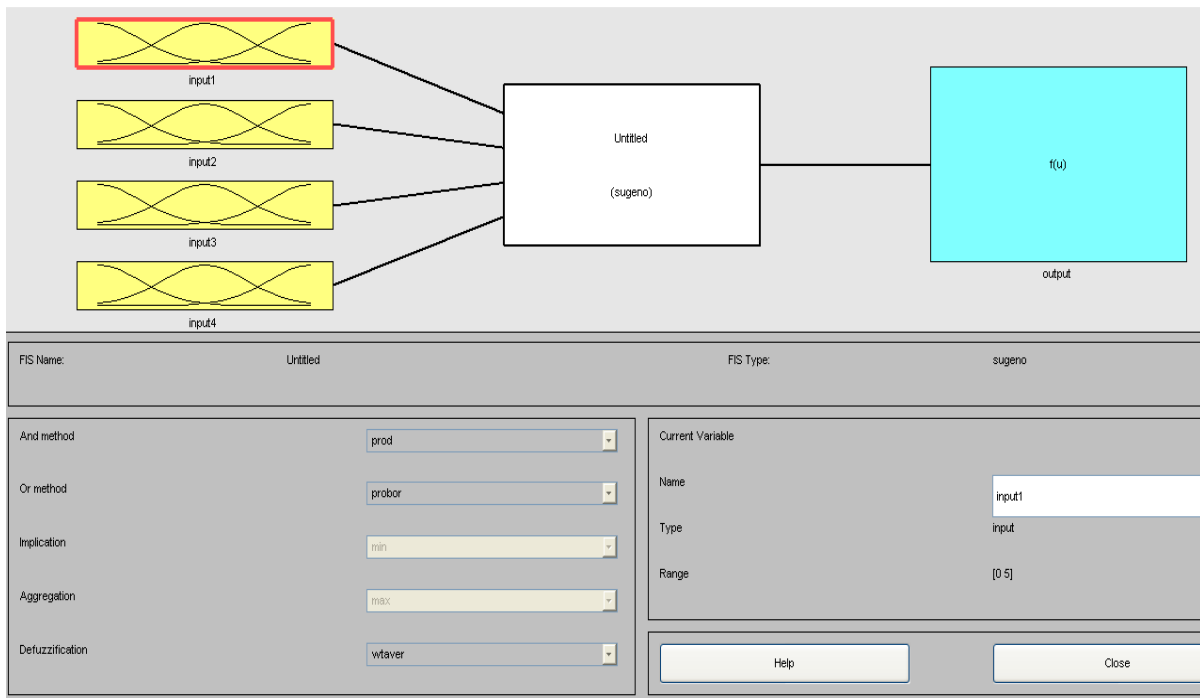 input1
input2
input3
input4
Untitled
(sugeno)
f(u)
output
FIS Name: Untitled FIS Type: sugeno
And method prod
Or method probor
Implication min
Aggregation max
Defuzzification wtaver
Current Variable
Name input1
Type input
Range [0 5]
Help Close